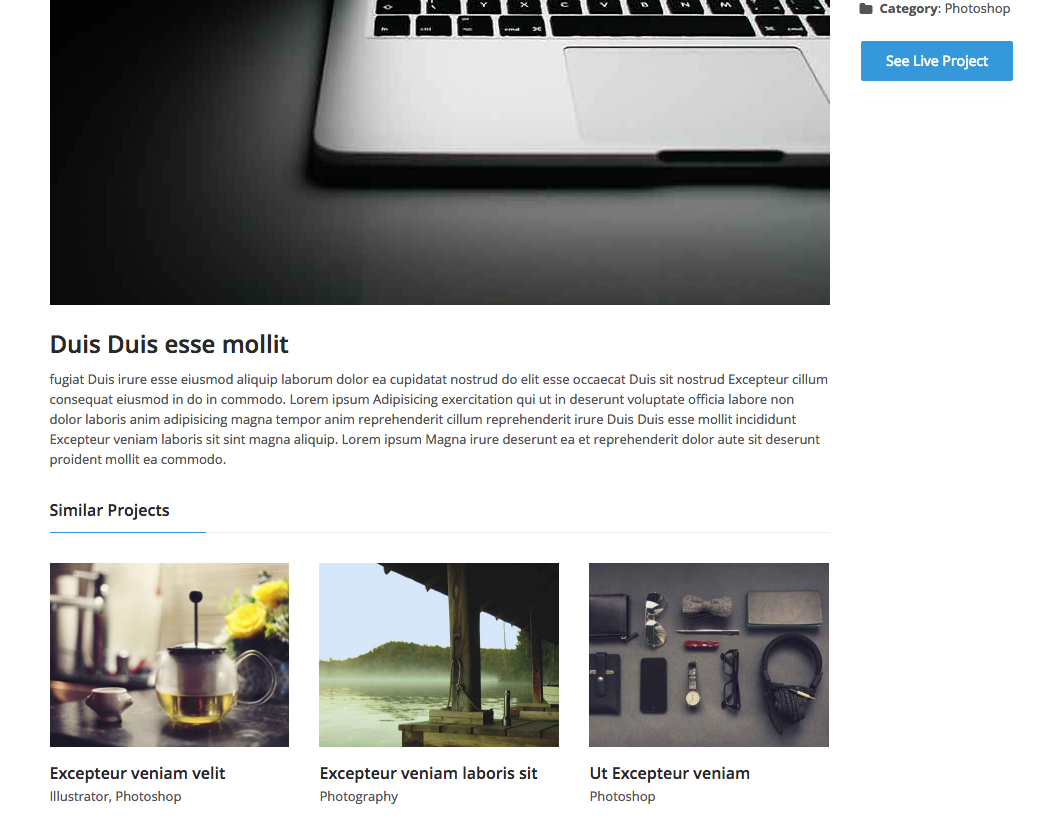 Y X C V B N M
fn ctrl alt cmd ⌘ ⌘
Category: Photoshop
See Live Project
Duis Duis esse mollit
fugiat Duis irure esse eiusmod aliquip laborum dolor ea cupidatat nostrud do elit esse occaecat Duis sit nostrud Excepteur cillum
consequat eiusmod in do in commodo. Lorem ipsum Adipisicing exercitation qui ut in deserunt voluptate officia labore non
dolor laboris anim adipisicing magna tempor anim reprehenderit cillum reprehenderit irure Duis Duis esse mollit incididunt
Excepteur veniam laboris sit sint magna aliquip. Lorem ipsum Magna irure deserunt ea et reprehenderit dolor aute sit deserunt
proident mollit ea commodo.
Similar Projects
Excepteur veniam velit
Illustrator, Photoshop
Excepteur veniam laboris sit
Photography
Ut Excepteur veniam
Photoshop